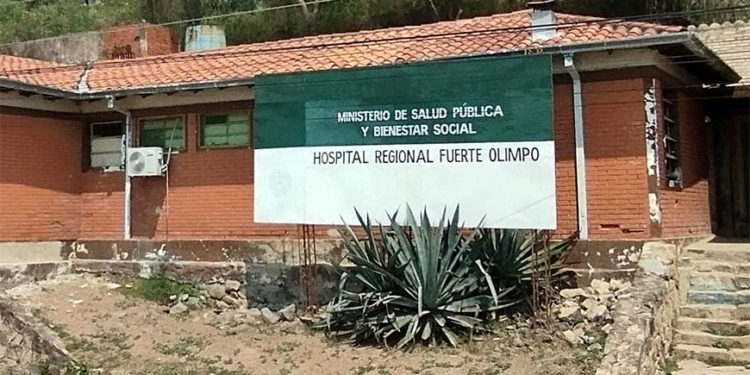 MINISTERIO DE SALUD PÚBLICA
Y BIENESTAR SOCIAL
HOSPITAL REGIONAL FUERTE OLIMPO